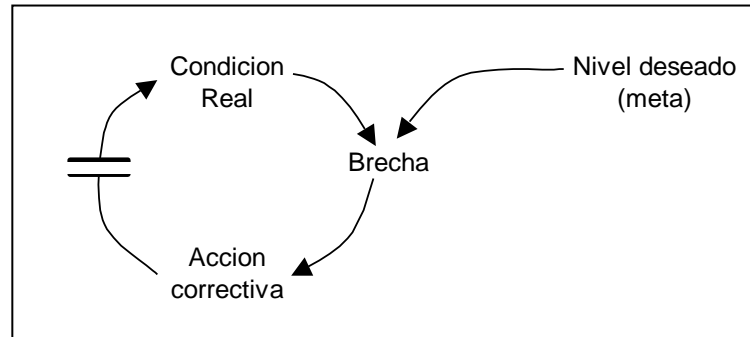 Condicion
Real
Nivel deseado
(meta)
Brecha
Accion
correctiva